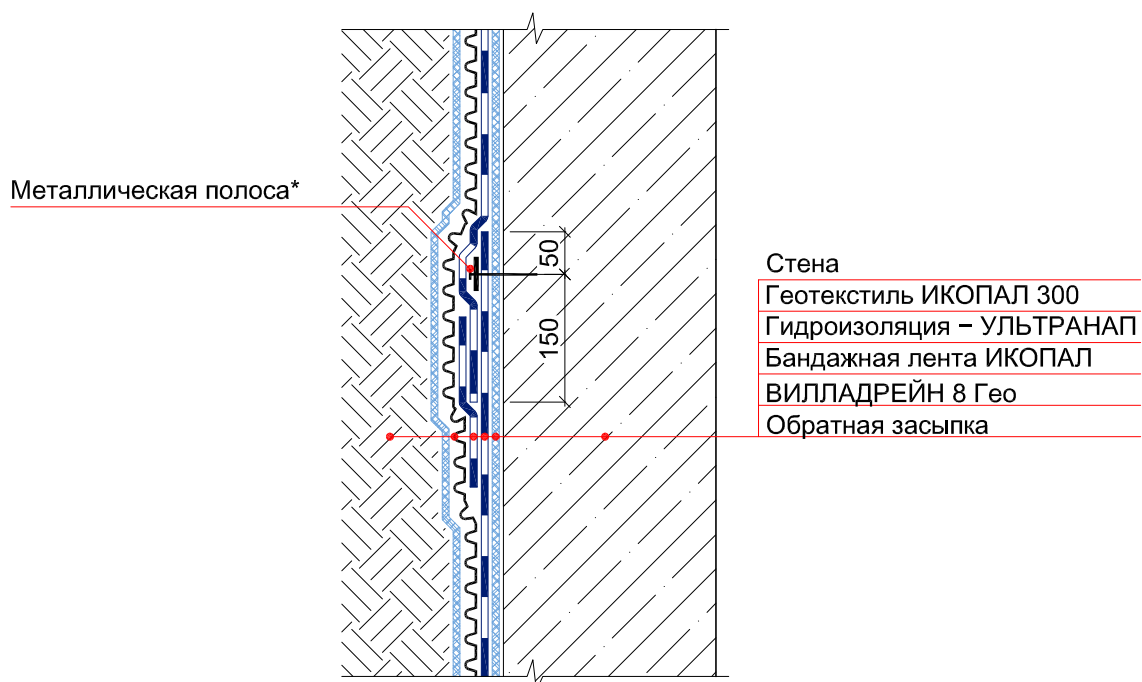 Металлическая полоса*
50
150
Стена
Геотекстиль ИКОПАЛ 300
Гидроизоляция – УЛЬТРАНАП
Бандажная лента ИКОПАЛ
ВИЛЛАДРЕЙН 8 Гео
Обратная засыпка